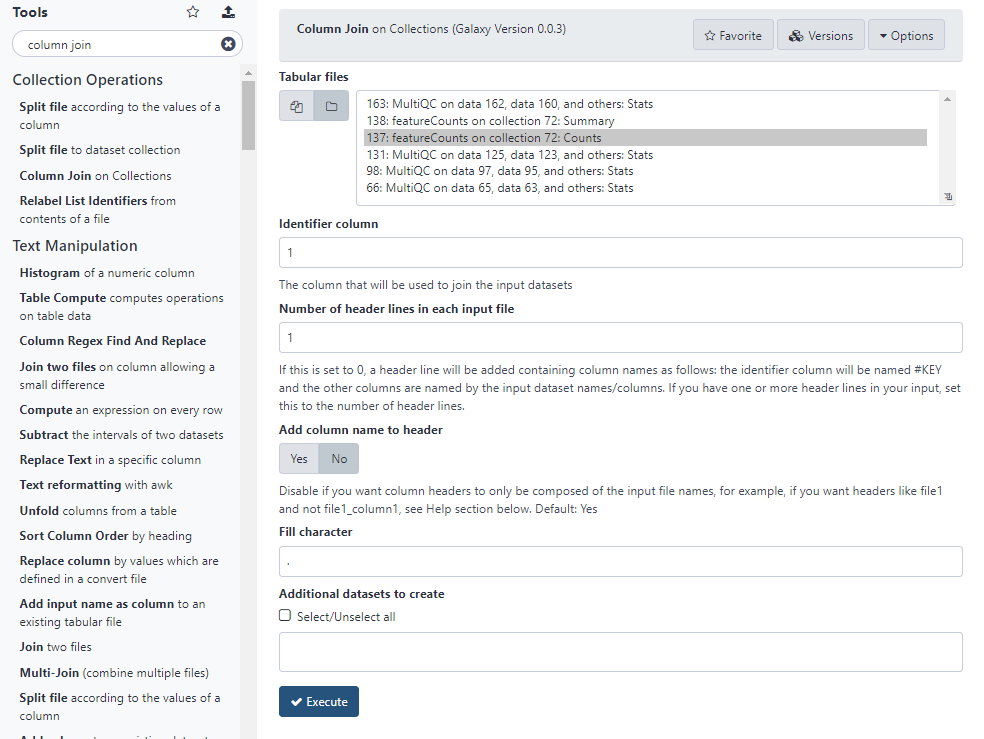 Tools
column join
Collection Operations
Split file according to the values of a
column
Split file to dataset collection
Column Join on Collections
Relabel List Identifiers from
contents of a file
Text Manipulation
Histogram of a numeric column
Table Compute computes operations
on table data
Column Regex Find And Replace
Join two files on column allowing a
small difference
Compute an expression on every row
Subtract the intervals of two datasets
Replace Text in a specific column
Text reformatting with awk
Unfold columns from a table
Sort Column Order by heading
Replace column by values which are
defined in a convert file
Add input name as column to an
existing tabular file
Join two files
Multi-Join (combine multiple files)
Split file according to the values of a
column
Column Join on Collections (Galaxy Version 0.0.3)
Favorite
Versions
Options
Tabular files
163: MultiQC on data 162, data 160, and others: Stats
138: featureCounts on collection 72: Summary
137: featureCounts on collection 72: Counts
131: MultiQC on data 125, data 123, and others: Stats
98: MultiQC on data 97, data 95, and others: Stats
66: MultiQC on data 65, data 63, and others: Stats
Identifier column
1
The column that will be used to join the input datasets
Number of header lines in each input file
1
If this is set to 0, a header line will be added containing column names as follows: the identifier column will be named #KEY
and the other columns are named by the input dataset names/columns. If you have one or more header lines in your input, set
this to the number of header lines.
Add column name to header
Yes No
Disable if you want column headers to only be composed of the input file names, for example, if you want headers like file1
and not file1_column1, see Help section below. Default: Yes
Fill character
.
Additional datasets to create
Select/Unselect all
Execute